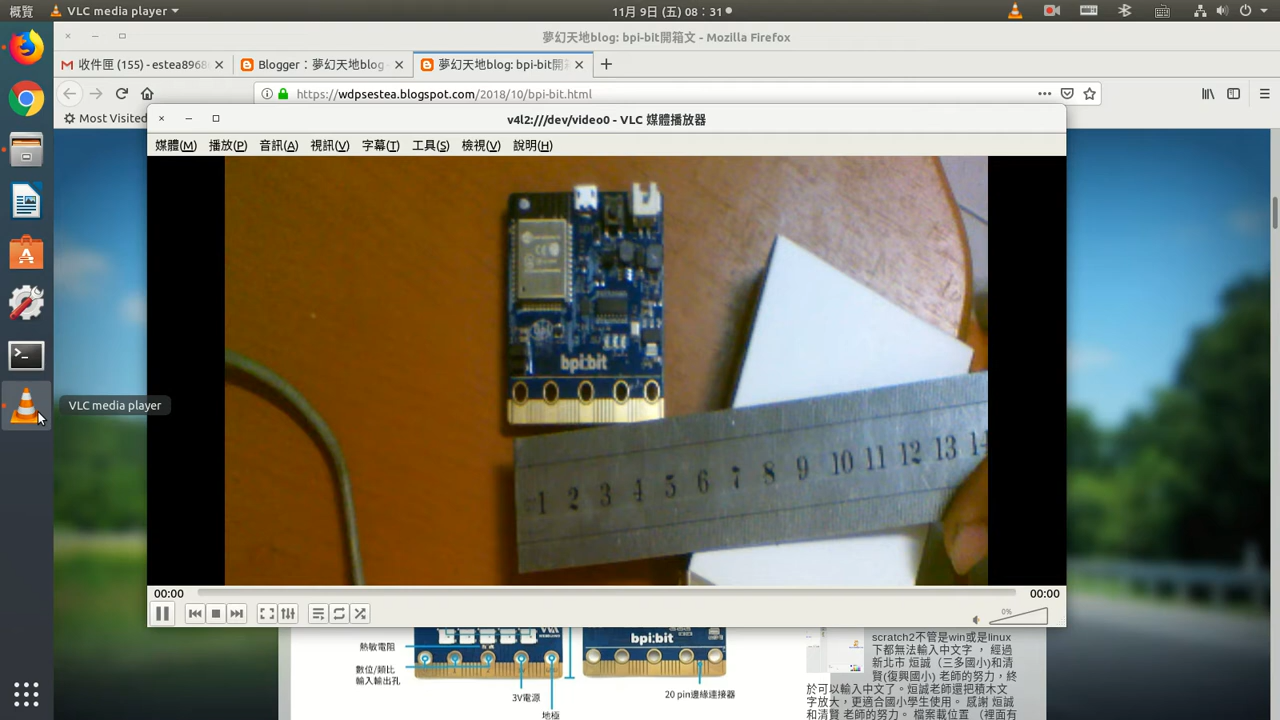 概覽
VLC media player
11月 9日 (五) 08：31
夢幻天地blog: bpi-bit開箱文 - Mozilla Firefox
收件匣 (155) - estea8968
Blogger：夢幻天地blog
夢幻天地blog: bpi-bit開箱
https://wdpsestea.blogspot.com/2018/10/bpi-bit.html
Most Visited
v4l2:///dev/video0 - VLC 媒體播放器
媒體(M) 播放(P) 音訊(A) 視訊(V) 字幕(T) 工具(S) 檢視(V) 說明(H)
bpi:bit
VLC media player
1 2 3 4 5 6 7 8 9 10 11 12 13 14
00:00
00:00
0%
熱敏電阻
數位/類比
輸入輸出孔
3V電源
地極
bpi:bit
20 pin邊緣連接器
scratch2不管是win或是linux
下都無法輸入中文字 ， 經過
新北市 烜誠（三多國小)和清
賢(復興國小) 老師的努力，終
於可以輸入中文了。烜誠老師還把積木文
字放大，更適合國小學生使用。 感謝 烜誠
和清賢 老師的努力。 檔案載位置 （裡面有